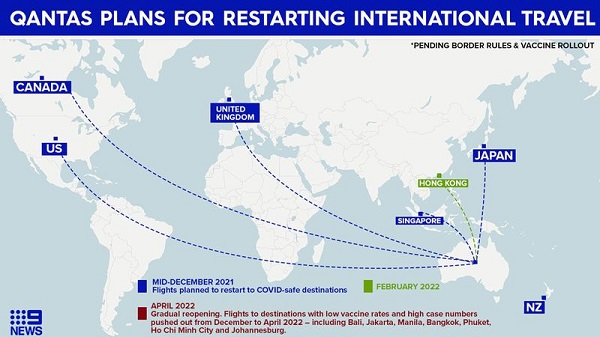 QANTAS PLANS FOR RESTARTING INTERNATIONAL TRAVEL
*PENDING BORDER RULES & VACCINE ROLLOUT
CANADA
UNITED
KINGDOM
US
JAPAN
HONG KONG
SINGAPORE
NZ
MID-DECEMBER 2021
Flights planned to restart to COVID-safe destinations
FEBRUARY 2022
APRIL 2022
Gradual reopening. Flights to destinations with low vaccine rates and high case numbers
pushed out from December to April 2022 – including Bali, Jakarta, Manila, Bangkok, Phuket,
Ho Chi Minh City and Johannesburg.
9
NEWS